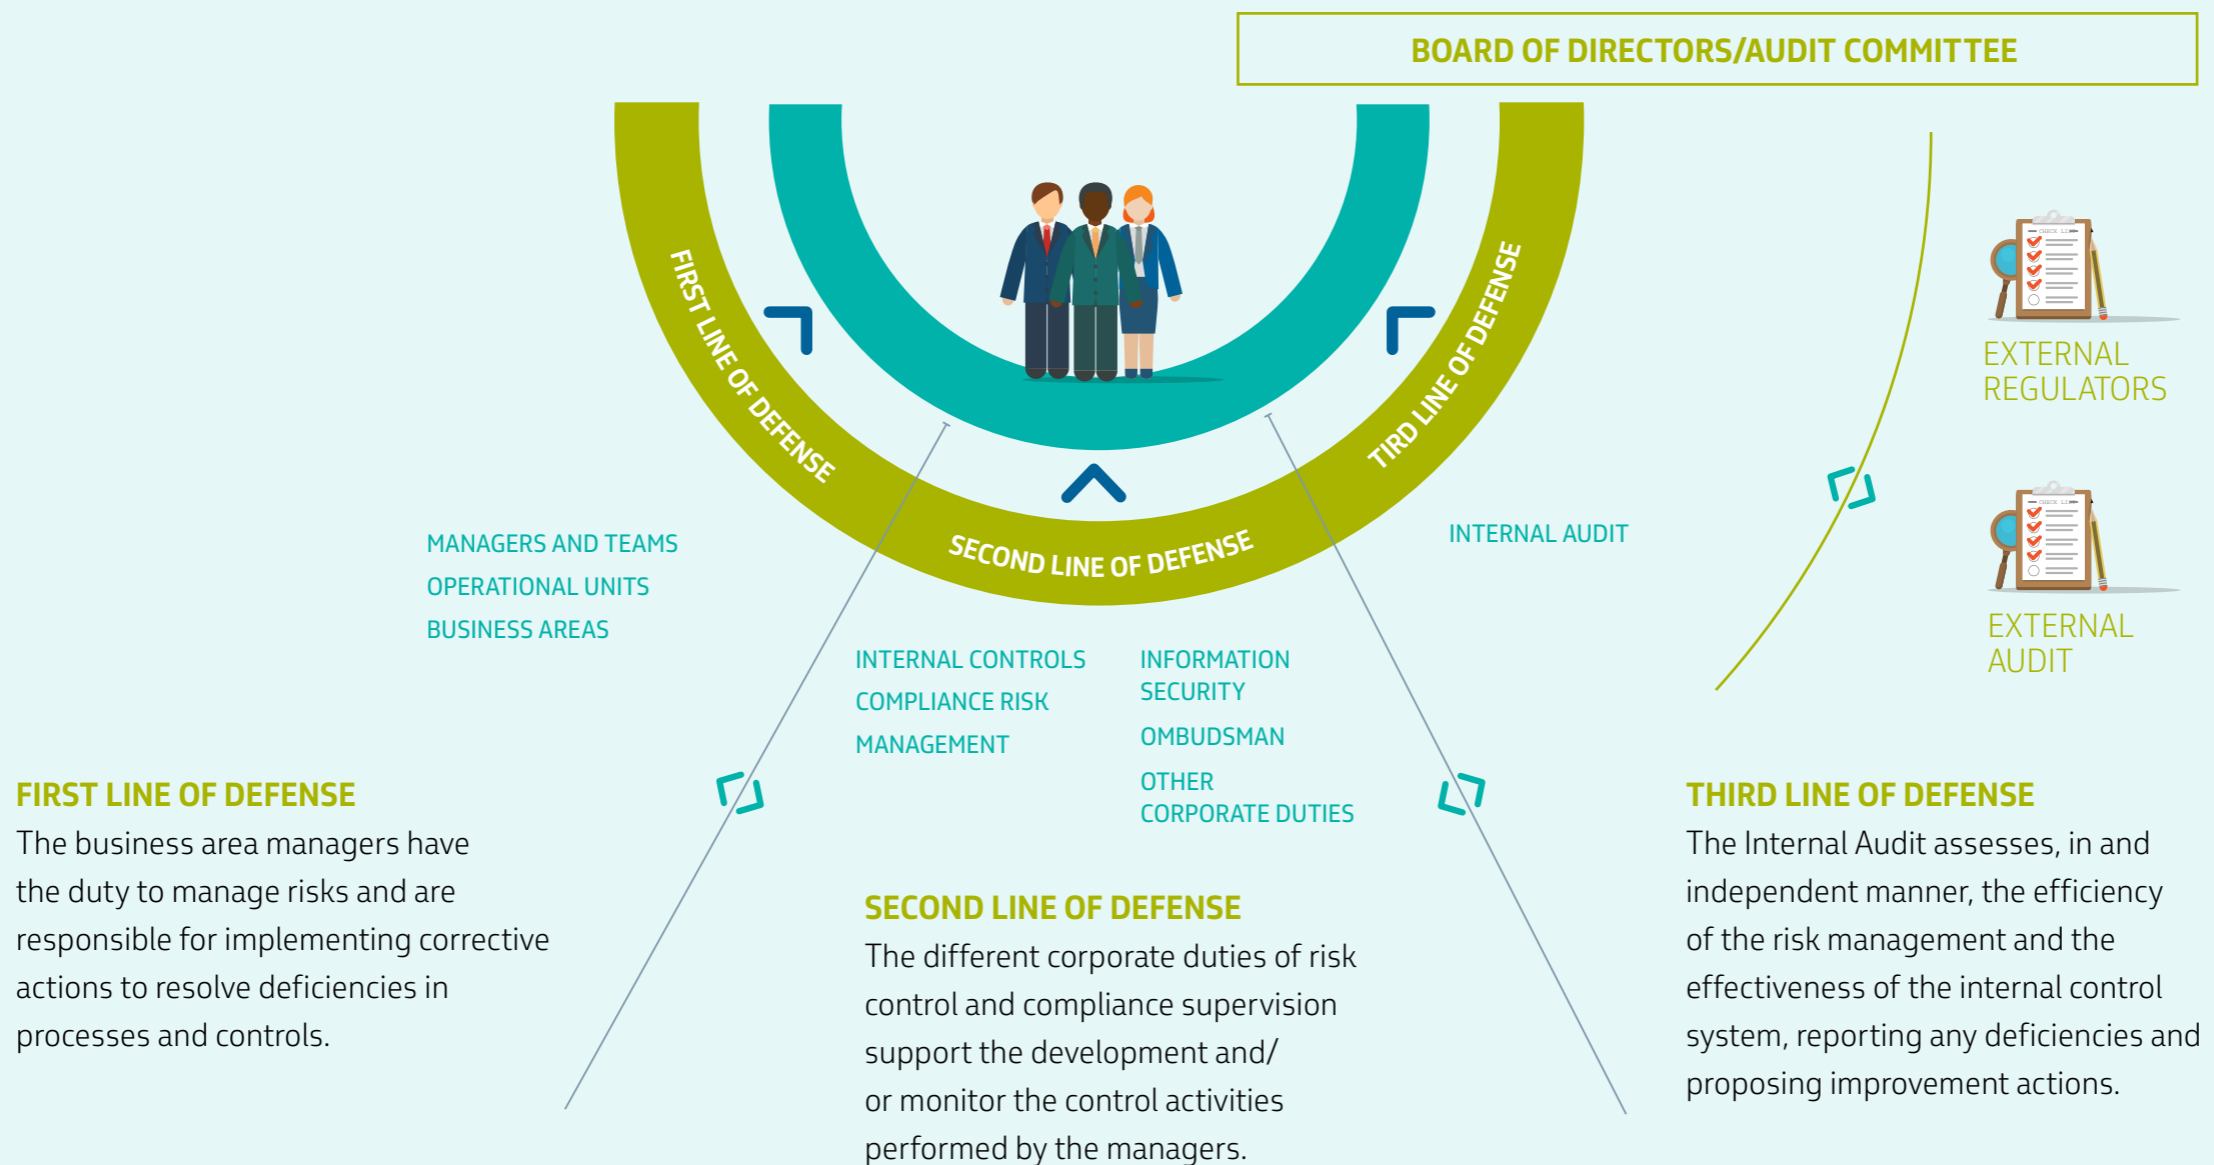 BOARD OF DIRECTORS/AUDIT COMMITTEE
FIRST LINE OF DEFENSE
SECOND LINE OF DEFENSE
TIRD LINE OF DEFENSE
MANAGERS AND TEAMS
OPERATIONAL UNITS
BUSINESS AREAS
INTERNAL CONTROLS
COMPLIANCE RISK
MANAGEMENT
INFORMATION
SECURITY
OMBUDSMAN
OTHER
CORPORATE DUTIES
INTERNAL AUDIT
CHECK LIST
EXTERNAL
REGULATORS
CHECK LIST
EXTERNAL
AUDIT
FIRST LINE OF DEFENSE
The business area managers have
the duty to manage risks and are
responsible for implementing corrective
actions to resolve deficiencies in
processes and controls.
SECOND LINE OF DEFENSE
The different corporate duties of risk
control and compliance supervision
support the development and/
or monitor the control activities
performed by the managers.
THIRD LINE OF DEFENSE
The Internal Audit assesses, in and
independent manner, the efficiency
of the risk management and the
effectiveness of the internal control
system, reporting any deficiencies and
proposing improvement actions.